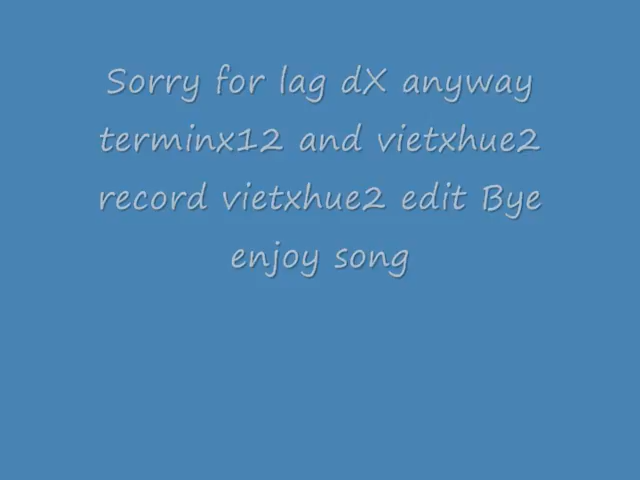 Sorry for lag dX anyway
terminx12 and vietxhue2
record vietxhue2 edit Bye
enjoy song